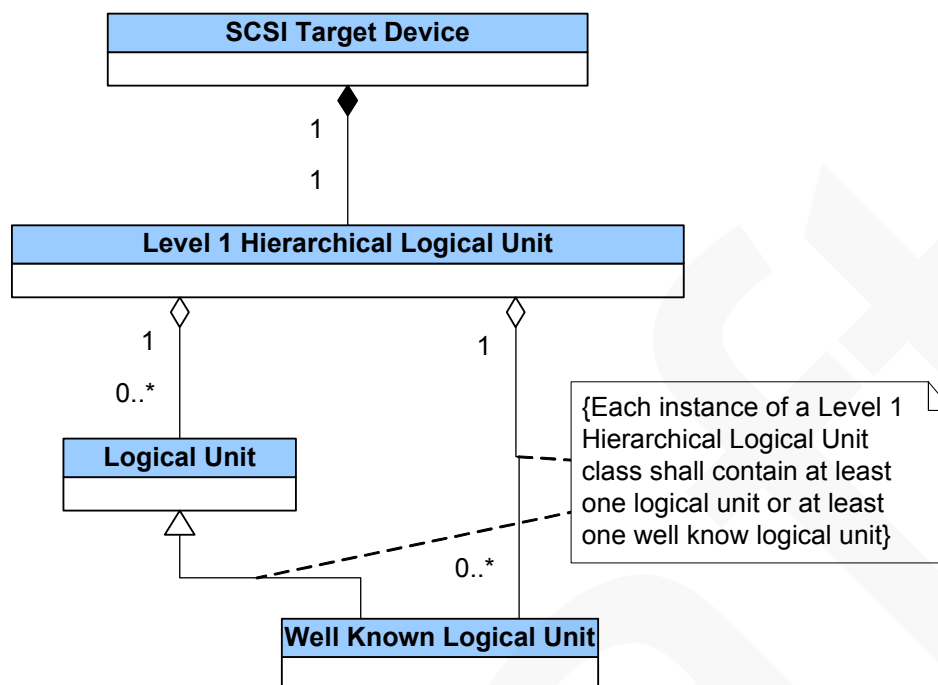 SCSI Target Device
1
1
Level 1 Hierarchical Logical Unit
1
1
0..*
{Each instance of a Level 1
Hierarchical Logical Unit
class shall contain at least
one logical unit or at least
one well know logical unit}
Logical Unit
0..*
Well Known Logical Unit